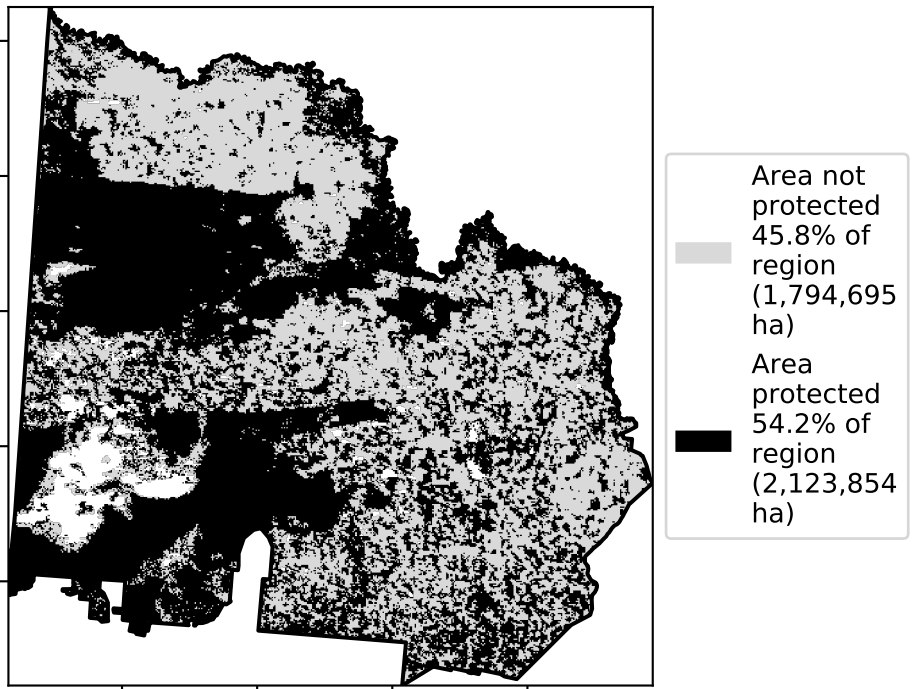 Area not
protected
45.8% of
region
(1,794,695
ha)
Area
protected
54.2% of
region
(2,123,854
ha)